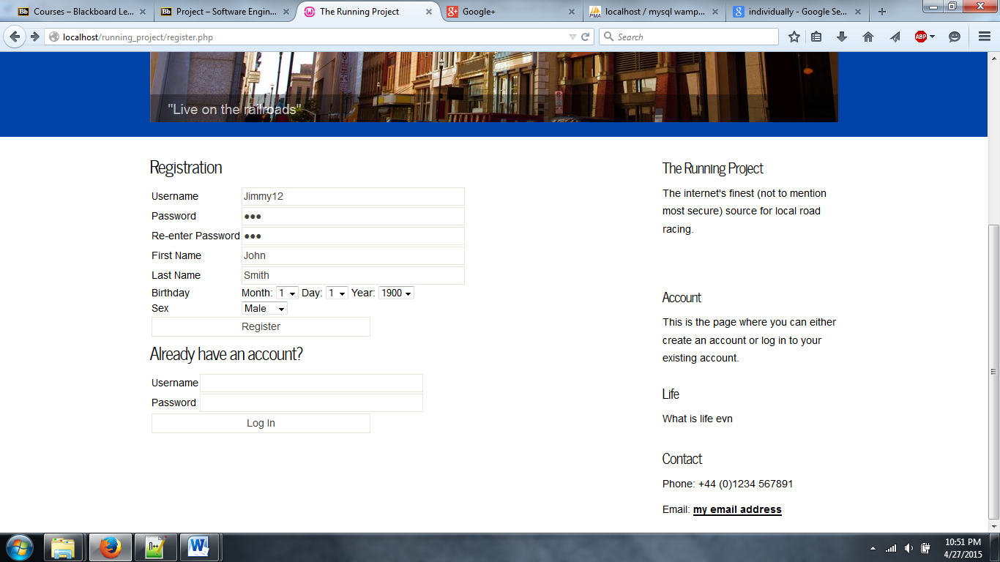 Courses – Blackboard Le...
Project – Software Engin...
The Running Project
Google+
localhost / mysql wamp...
individually - Google Se...
localhost/running_project/register.php
Search
ABP
"Live on the railroads"
Registration
Username Jimmy12
Password ●●●
Re-enter Password ●●●
First Name John
Last Name Smith
Birthday Month: 1 Day: 1 Year: 1900
Sex Male
Register
Already have an account?
Username
Password
Log In
The Running Project
The internet's finest (not to mention
most secure) source for local road
racing.
Account
This is the page where you can either
create an account or log in to your
existing account.
Life
What is life evn
Contact
Phone: +44 (0)1234 567891
Email: my email address
10:51 PM
4/27/2015